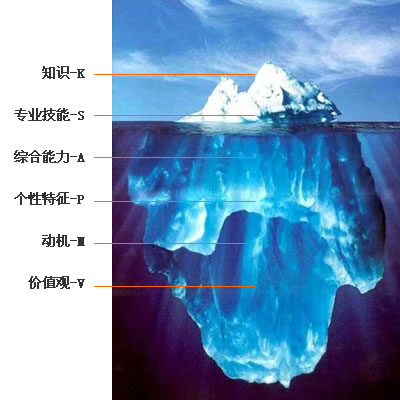 知识-K
专业技能-S
综合能力-A
个性特征-P
动机-M
价值观-V